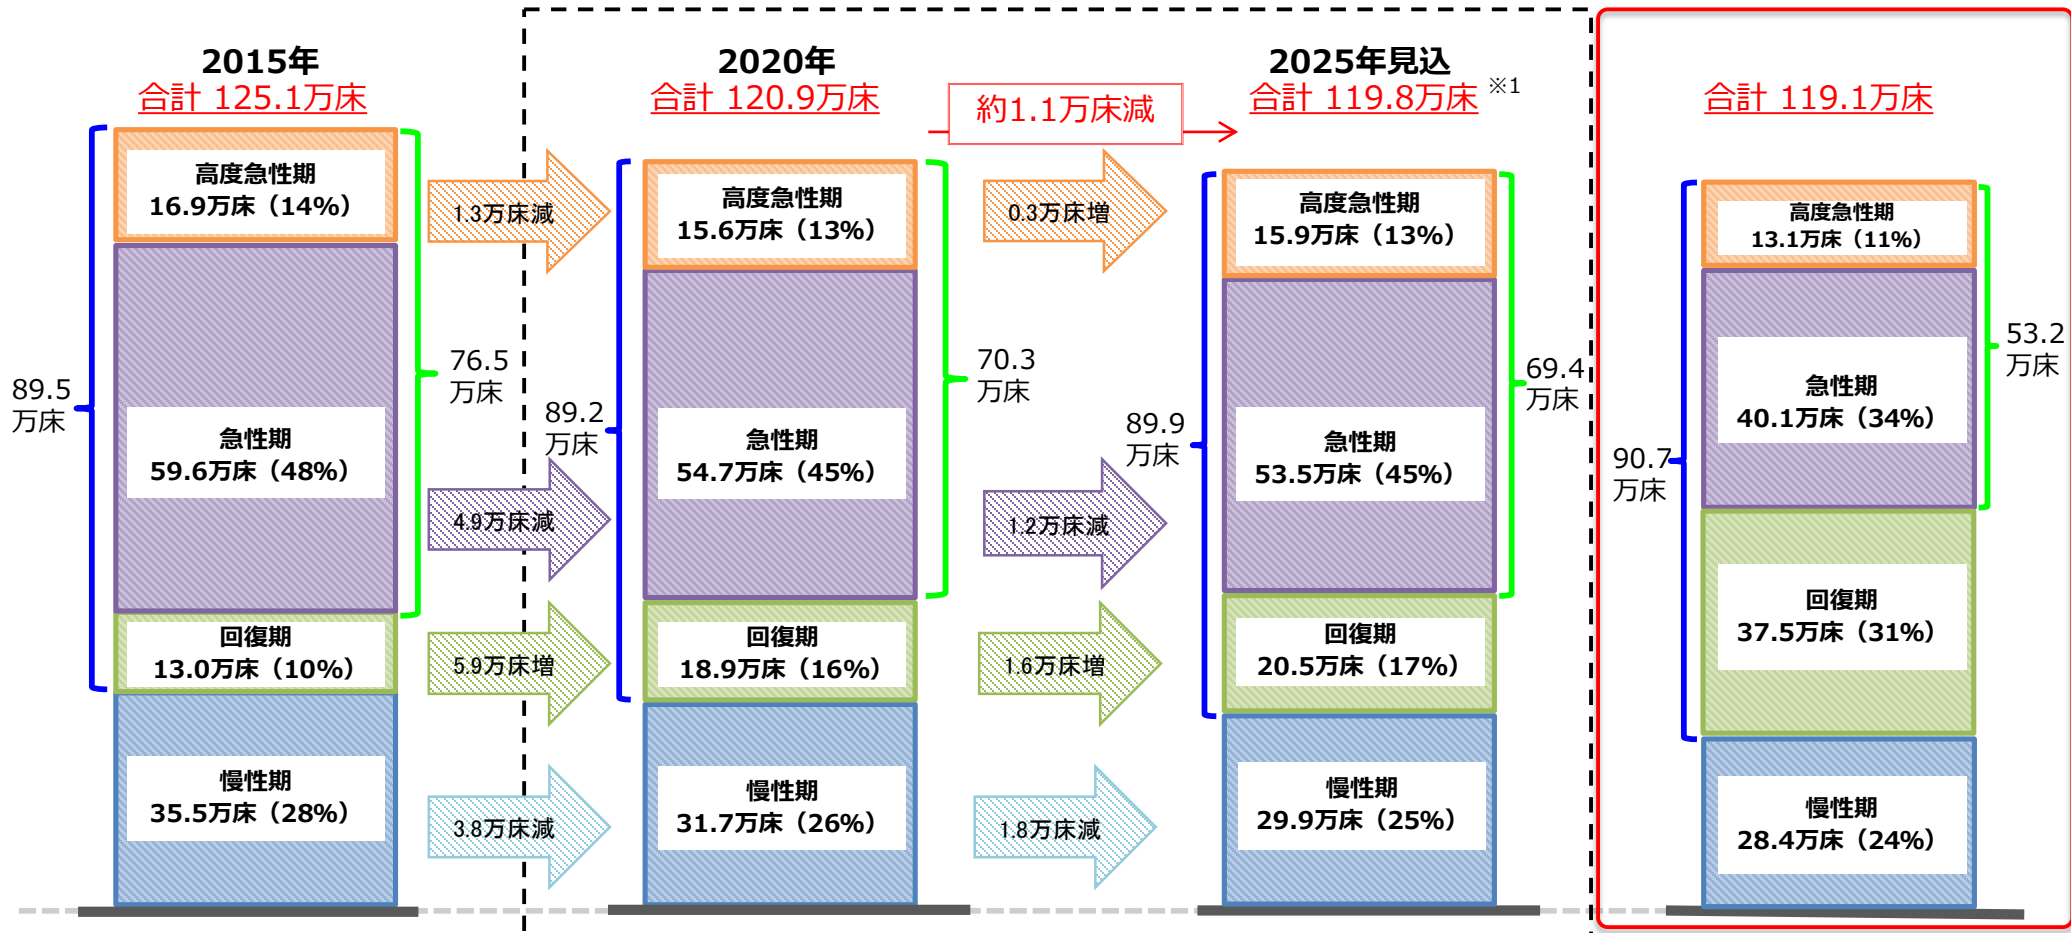 2015年
合計 125.1万床
高度急性期
16.9万床（14%）
急性期
59.6万床（48%）
回復期
13.0万床（10%）
慢性期
35.5万床（28%）
89.5
万床
76.5
万床
1.3万床減
4.9万床減
5.9万床増
3.8万床減
2020年
合計 120.9万床
高度急性期
15.6万床（13%）
急性期
54.7万床（45%）
回復期
18.9万床（16%）
慢性期
31.7万床（26%）
89.2
万床
70.3
万床
約1.1万床減
0.3万床増
1.2万床減
1.6万床増
1.8万床減
2025年見込
合計 119.8万床 ※1
高度急性期
15.9万床（13%）
急性期
53.5万床（45%）
回復期
20.5万床（17%）
慢性期
29.9万床（25%）
89.9
万床
69.4
万床
合計 119.1万床
高度急性期
13.1万床（11%）
急性期
40.1万床（34%）
回復期
37.5万床（31%）
慢性期
28.4万床（24%）
90.7
万床
53.2
万床